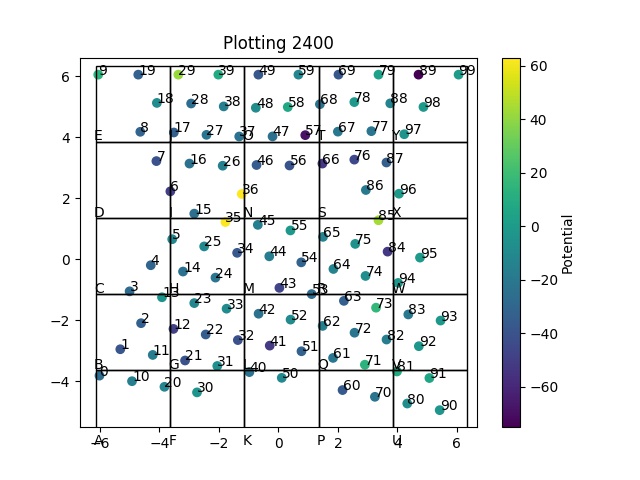 Plotting 2400
9 19 29 39 49 59 69 79 89 99
18 28 38 48 58 68 78 88 98
8 17 27 37 47 57 67 77 97
E O T Y
7 16 26 46 56 66 76 87
6 36 86 96
D I N S X
15 35 45 55 85
5 25 34 44 65 75 84 95
4 14 24 54 64 74 94
C H M R W
3 13 43 53 63
2 23 33 42 52 62 73 83 93
1 12 22 32 41 51 72 82 92
11 21 31 61 71
B G L Q V
0 10 20 30 40 50 60 70 80 81 90 91
A F K P U
−6 −4 −2 0 2 4 6
6
4
2
0
−2
−4
60
40
20
0
−20
−40
−60
Potential